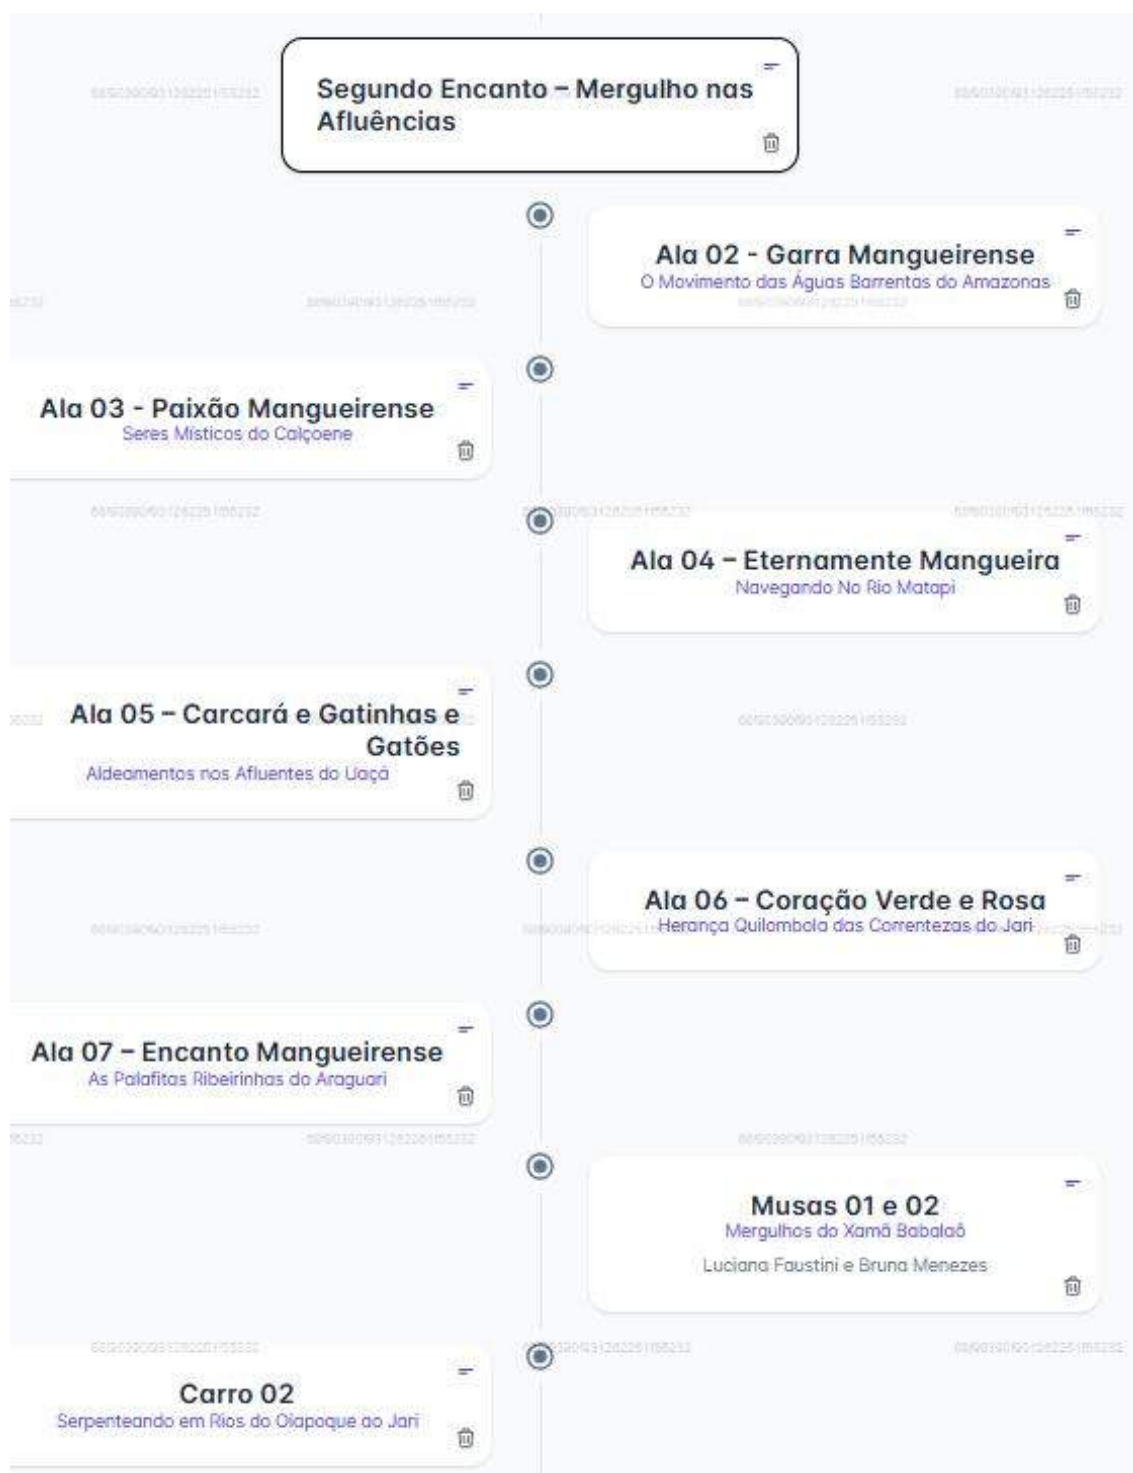 Segundo Encanto – Mergulho nas
Afluências
Ala 02 - Garra Mangueirense
O Movimento das Águas Barrentas do Amazonas
Ala 03 - Paixão Mangueirense
Seres Místicos do Calçoene
Ala 04 – Eternamente Mangueira
Navegando No Rio Matapi
Ala 05 – Carcará e Gatinhas e
Gatões
Aldeamentos nos Afluentes do Uaçá
Ala 06 – Coração Verde e Rosa
Herança Quilombola das Correntezas do Jari
Ala 07 – Encanto Mangueirense
As Palafitas Ribeirinhas do Araguari
Musas 01 e 02
Mergulhos do Xamã Babalaô
Luciana Faustini e Bruna Menezes
Carro 02
Serpenteando em Rios do Oiapoque ao Jari